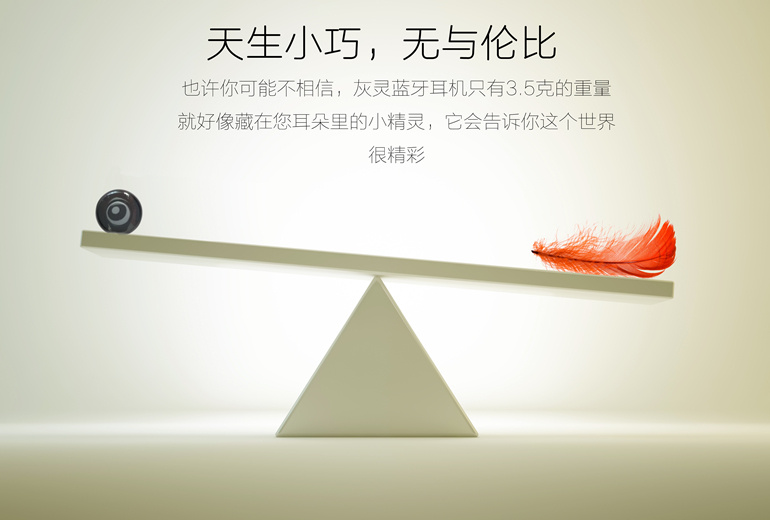 天生小巧，无与伦比
也许你可能不相信，灰灵蓝牙耳机只有3.5克的重量
就好像藏在您耳朵里的小精灵，它会告诉你这个世界
很精彩